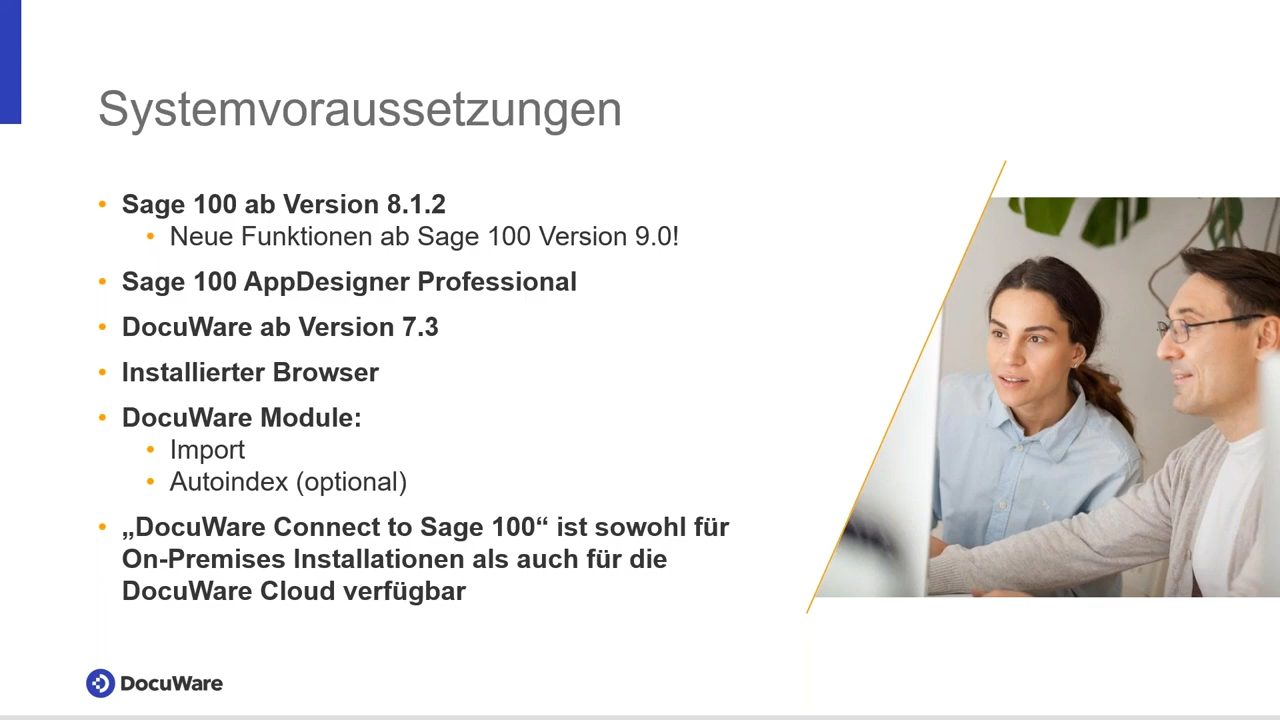 Systemvoraussetzungen
• Sage 100 ab Version 8.1.2
• Neue Funktionen ab Sage 100 Version 9.0!
• Sage 100 AppDesigner Professional
• DocuWare ab Version 7.3
• Installierter Browser
• DocuWare Module:
• Import
• Autoindex (optional)
• „DocuWare Connect to Sage 100“ ist sowohl für
On-Premises Installationen als auch für die
DocuWare Cloud verfügbar
DocuWare